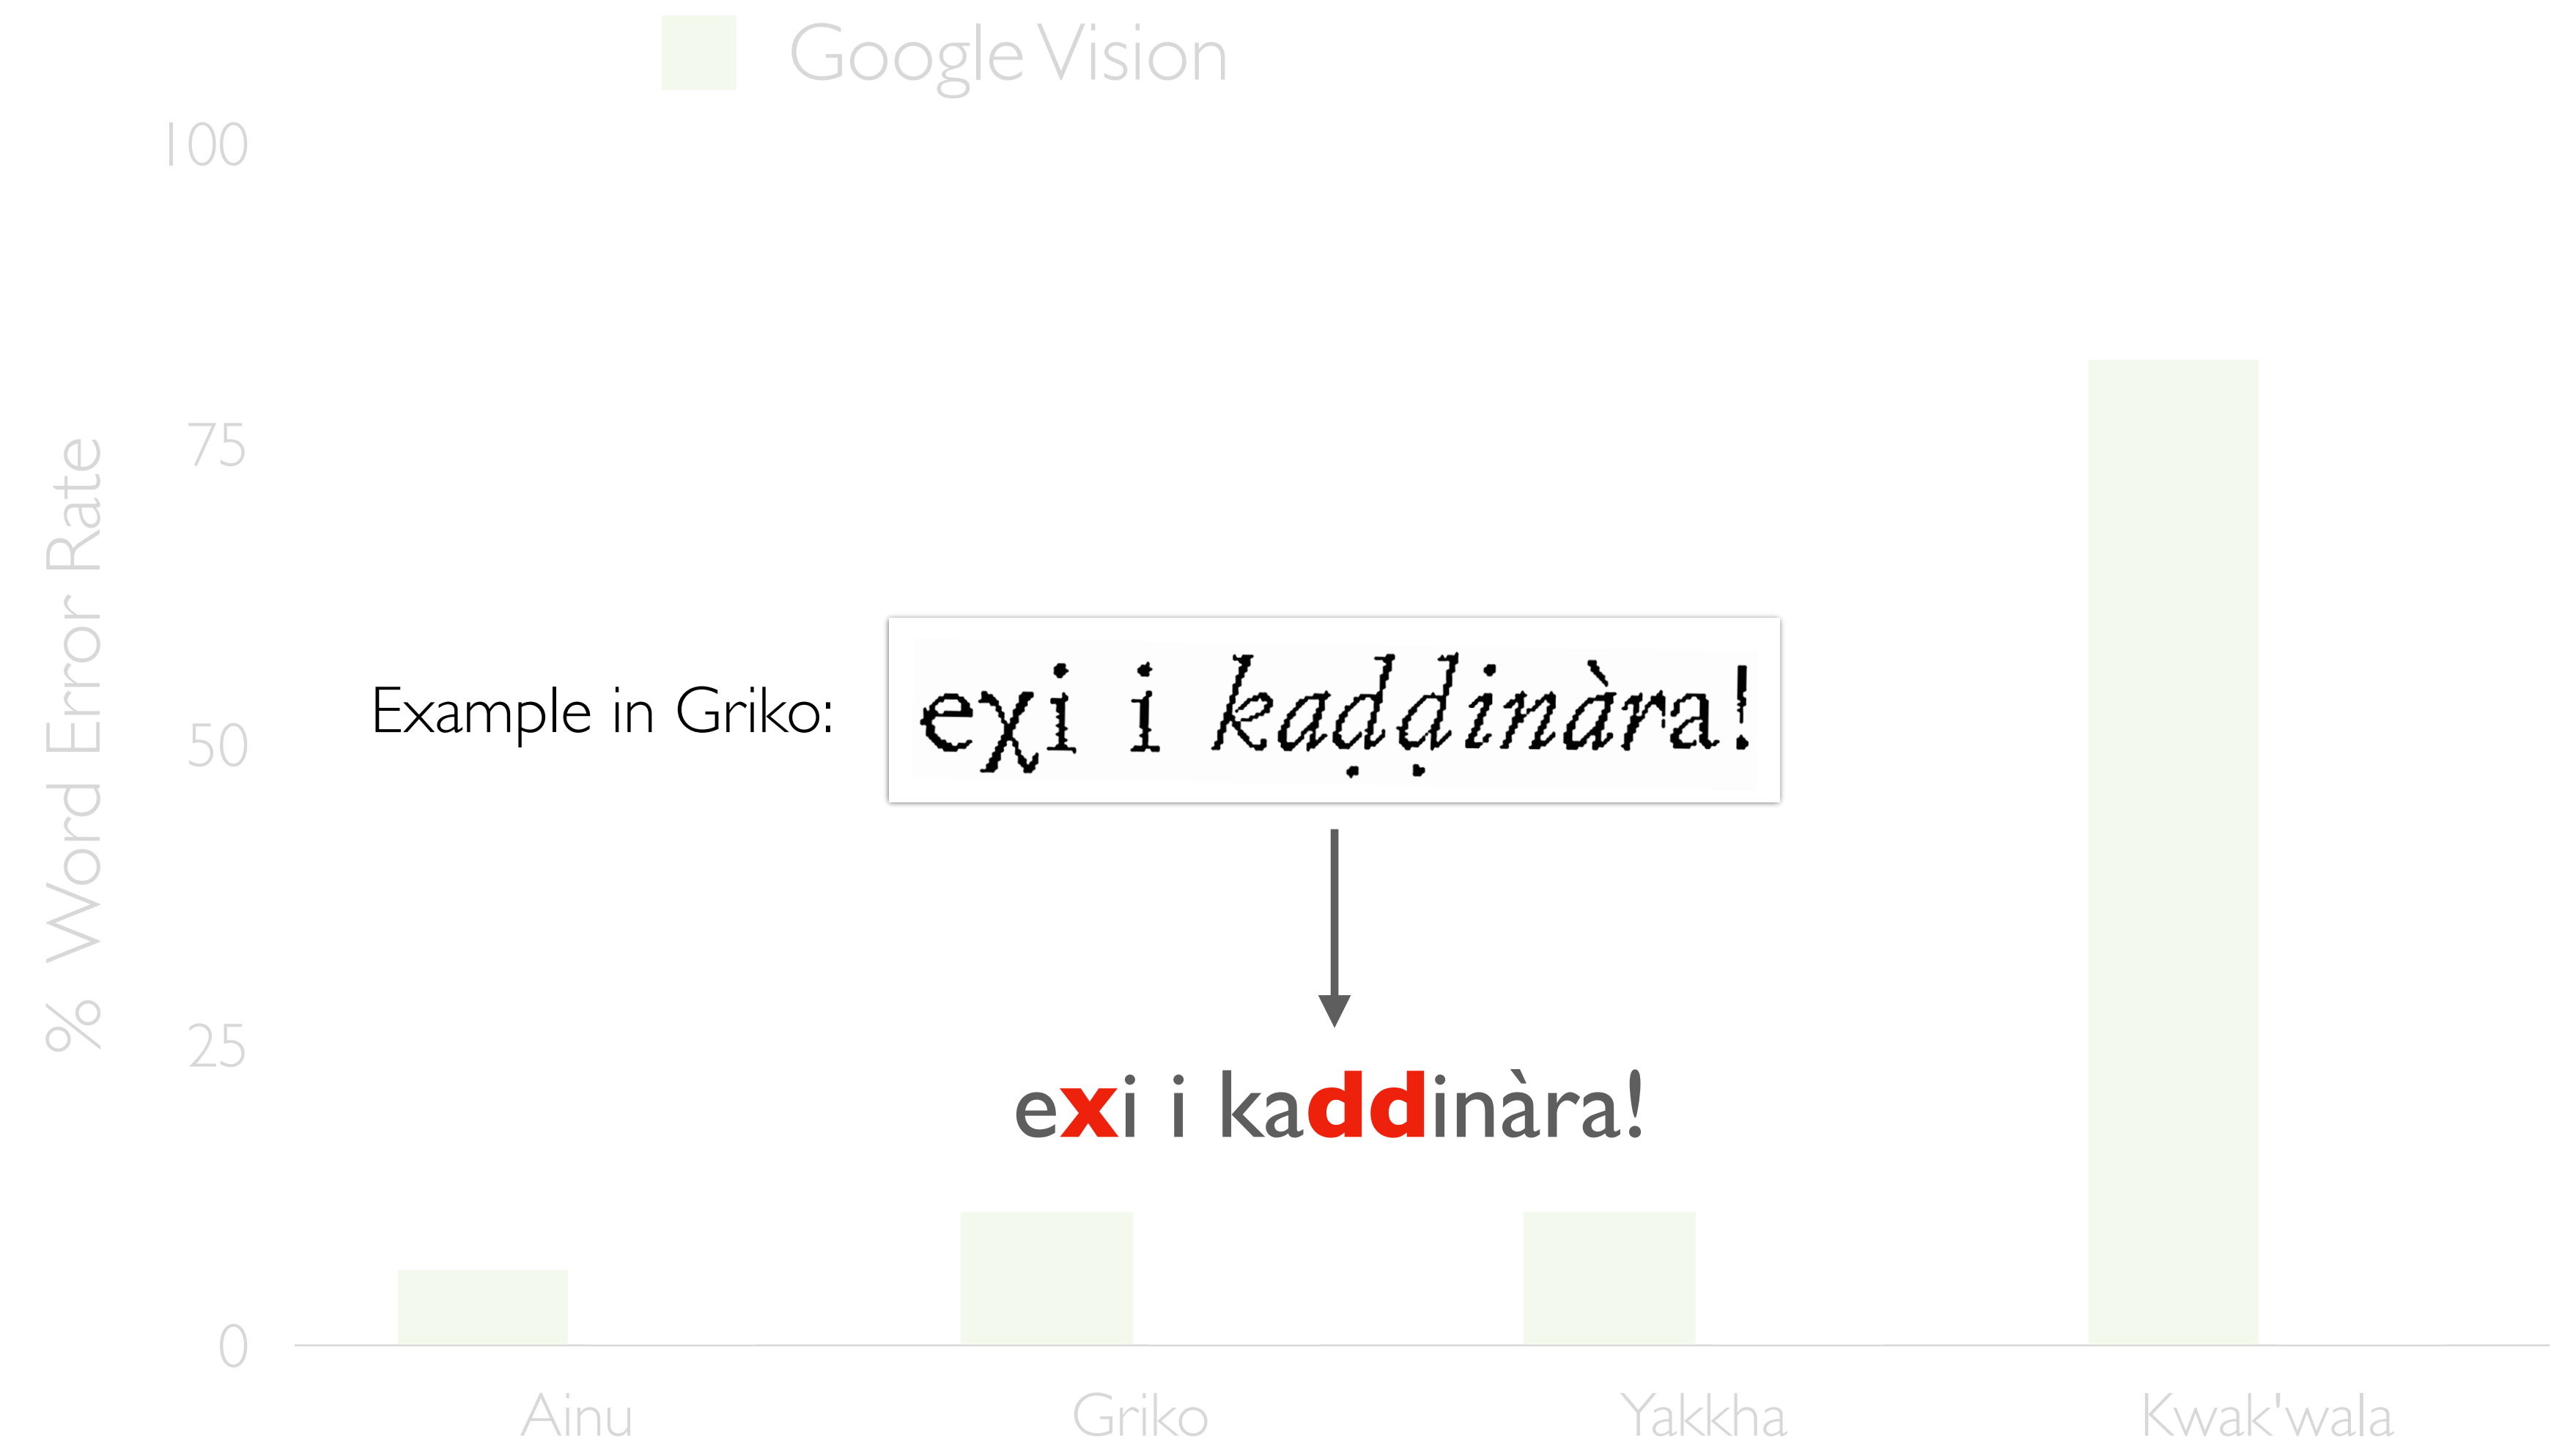 Google Vision
100
75
50
25
0
% Word Error Rate
Example in Griko:
eχi i kaḍḍinàra!
exi i kaddinàra!
Ainu
Griko
Yakkha
Kwak'wala